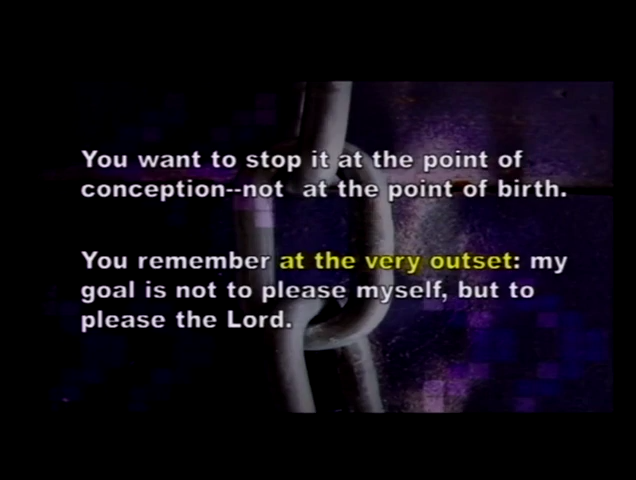 You want to stop it at the point of
conception--not at the point of birth.
You remember at the very outset: my
goal is not to please myself, but to
please the Lord.